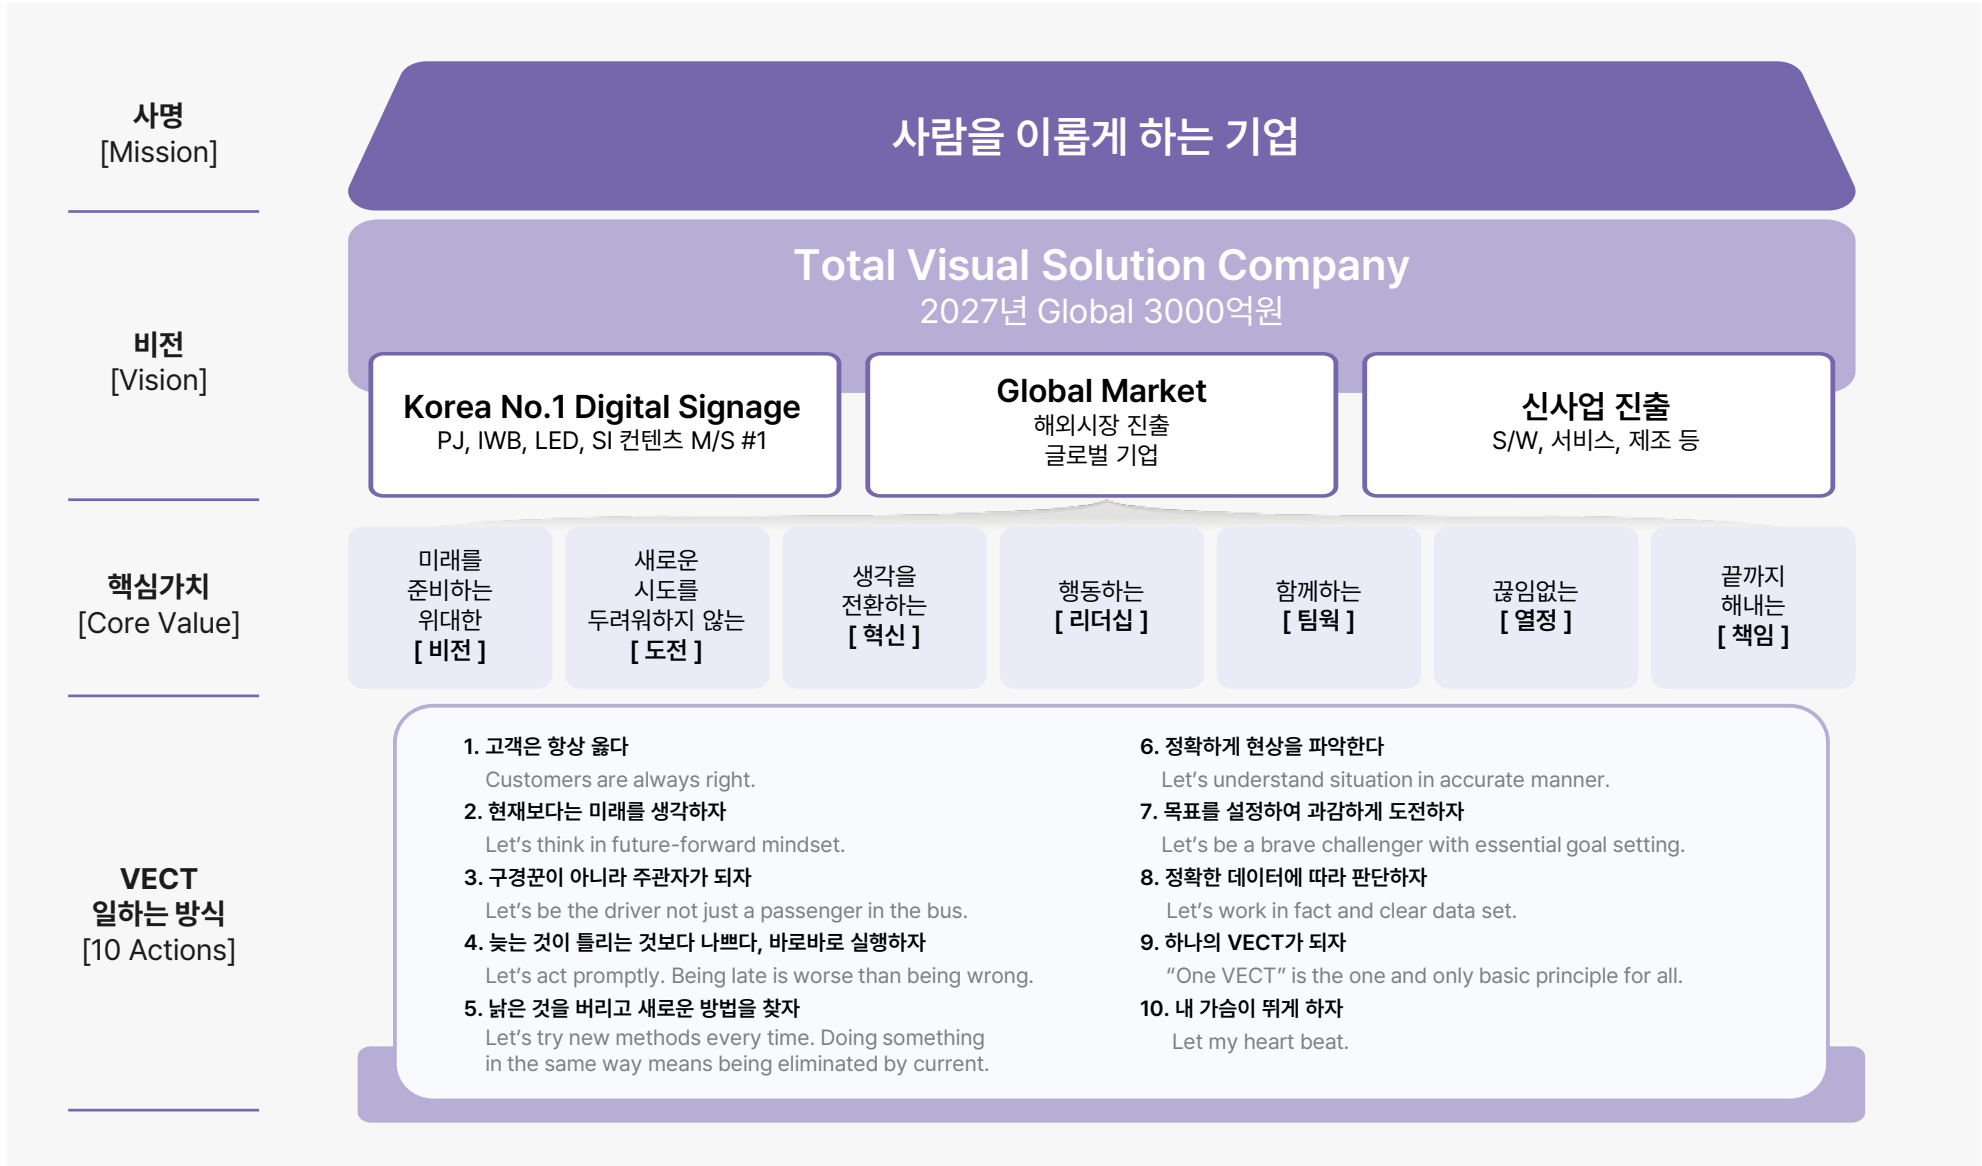 사명
[Mission]
사람을 이롭게 하는 기업
비전
[Vision]
Total Visual Solution Company
2027년 Global 3000억원
Korea No.1 Digital Signage
PJ, IWB, LED, SI 컨텐츠 M/S #1
Global Market
해외시장 진출
글로벌 기업
신사업 진출
S/W, 서비스, 제조 등
핵심가치
[Core Value]
미래를
준비하는
위대한
[ 비전 ]
새로운
시도를
두려워하지 않는
[ 도전 ]
생각을
전환하는
[ 혁신 ]
행동하는
[ 리더십 ]
함께하는
[ 팀웍 ]
끊임없는
[ 열정 ]
끝까지
해내는
[ 책임 ]
VECT
일하는 방식
[10 Actions]
1. 고객은 항상 옳다
Customers are always right.
2. 현재보다는 미래를 생각하자
Let's think in future-forward mindset.
3. 구경꾼이 아니라 주관자가 되자
Let's be the driver not just a passenger in the bus.
4. 늦는 것이 틀리는 것보다 나쁘다, 바로바로 실행하자
Let's act promptly. Being late is worse than being wrong.
5. 낡은 것을 버리고 새로운 방법을 찾자
Let's try new methods every time. Doing something
in the same way means being eliminated by current.
6. 정확하게 현상을 파악한다
Let's understand situation in accurate manner.
7. 목표를 설정하여 과감하게 도전하자
Let's be a brave challenger with essential goal setting.
8. 정확한 데이터에 따라 판단하자
Let's work in fact and clear data set.
9. 하나의 VECT가 되자
“One VECT” is the one and only basic principle for all.
10. 내 가슴이 뛰게 하자
Let my heart beat.